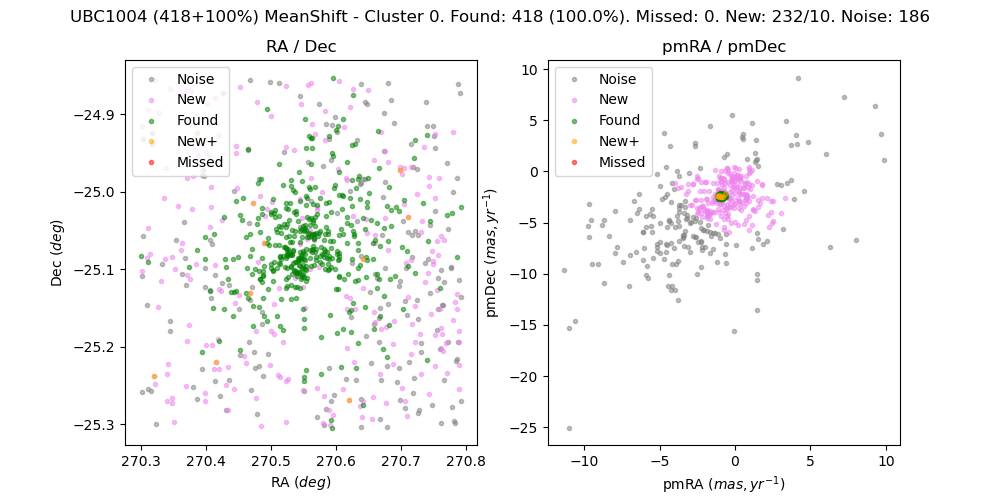 UBC1004 (418+100%) MeanShift - Cluster 0. Found: 418 (100.0%). Missed: 0. New: 232/10. Noise: 186
RA / Dec
Noise
New
Found
New+
Missed
−24.9
−25.0
−25.1
−25.2
−25.3
Dec (deg)
270.3 270.4 270.5 270.6 270.7 270.8
RA (deg)
pmRA / pmDec
Noise
New
Found
New+
Missed
10
5
0
−5
−10
−15
−20
−25
pmDec (mas, yr−1)
−10 −5 0 5 10
pmRA (mas, yr−1)